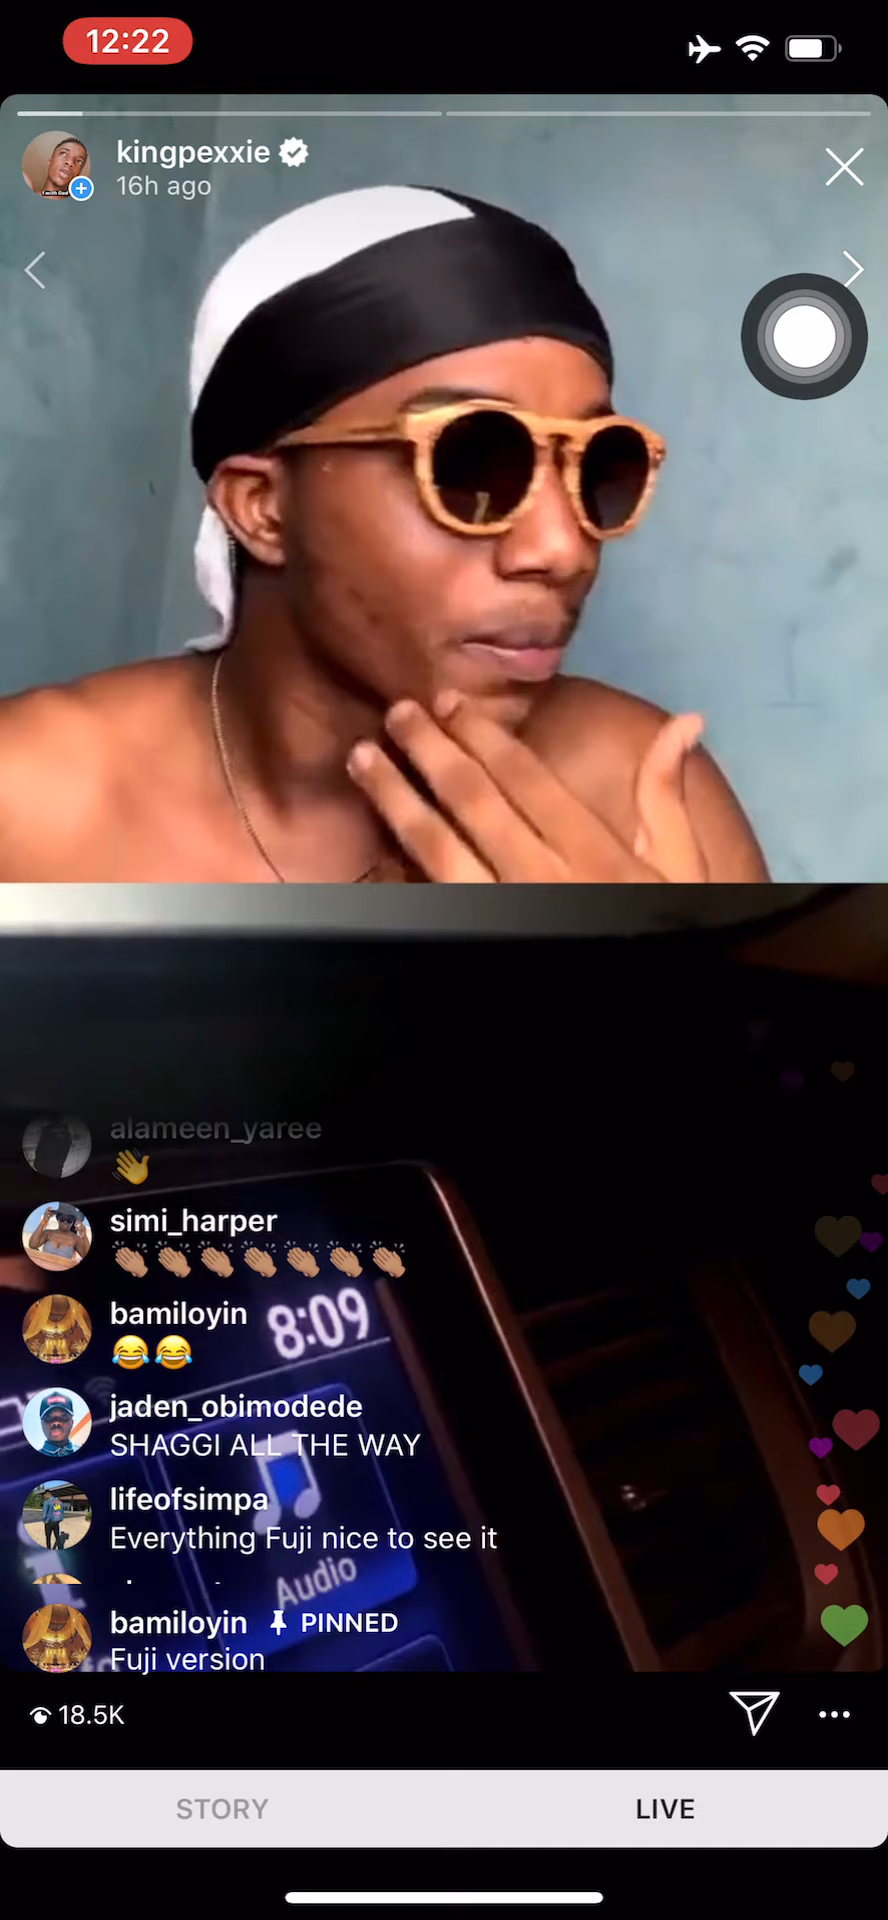 12:22
kingpexxie
16h ago
alameen_yaree
👋
simi_harper
👏🏽👏🏽👏🏽👏🏽👏🏽👏🏽👏🏽
bamiloyin
😂😂
8:09
jaden_obimodede
SHAGGI ALL THE WAY
lifeofsimpa
Everything Fuji nice to see it
Audio
bamiloyin PINNED
Fuji version
18.5K
STORY
LIVE